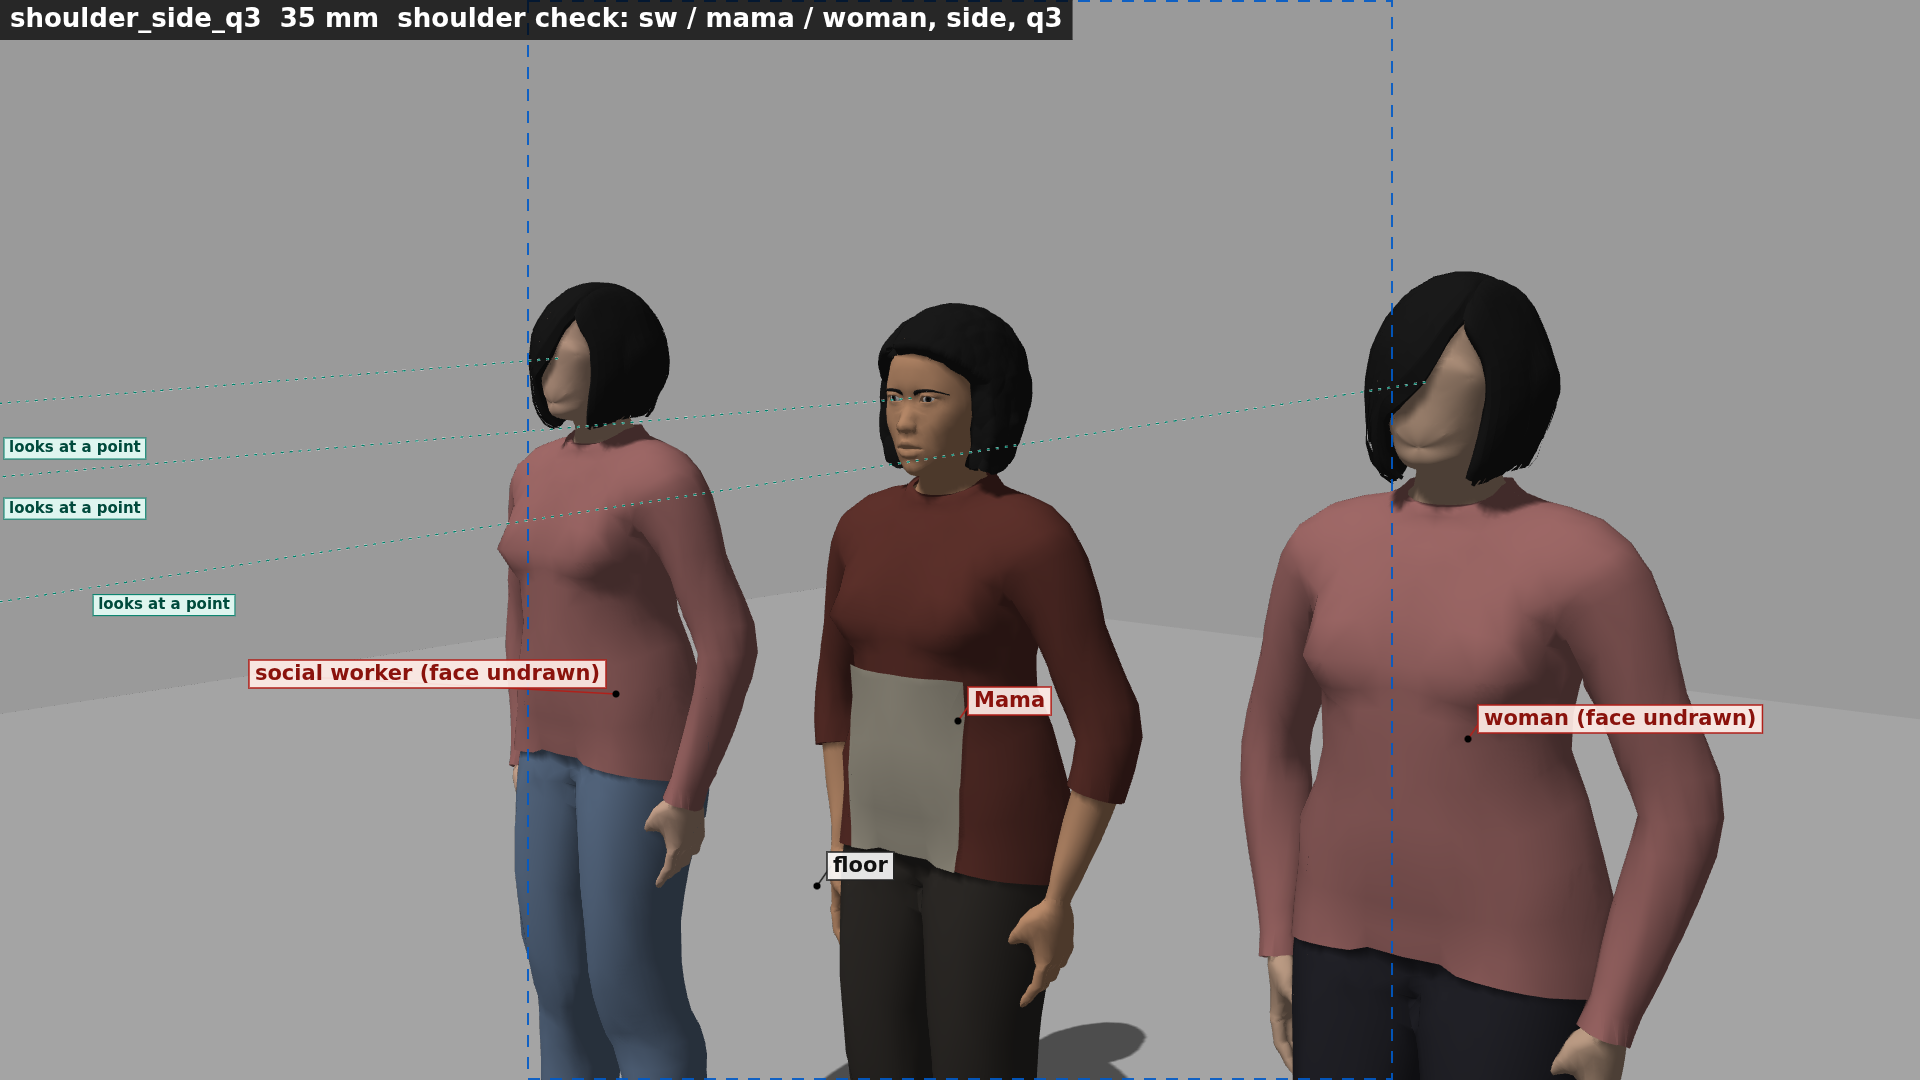 shoulder_side_q3  35 mm  shoulder check: sw / mama / woman, side, q3
looks at a point
looks at a point
looks at a point
social worker (face undrawn)
Mama
woman (face undrawn)
floor